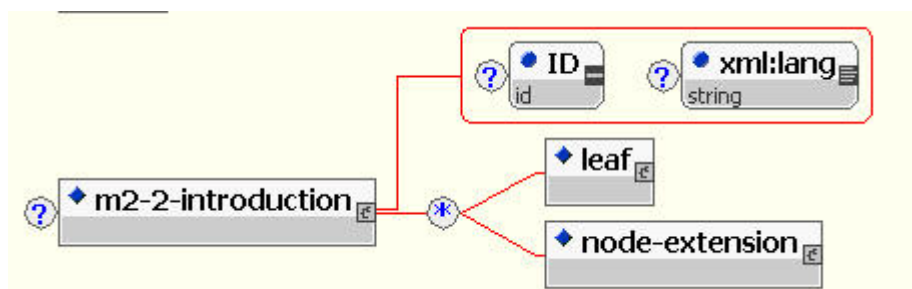 ? ID ? xml:lang
id string
leaf
? m2-2-introduction *
node-extension